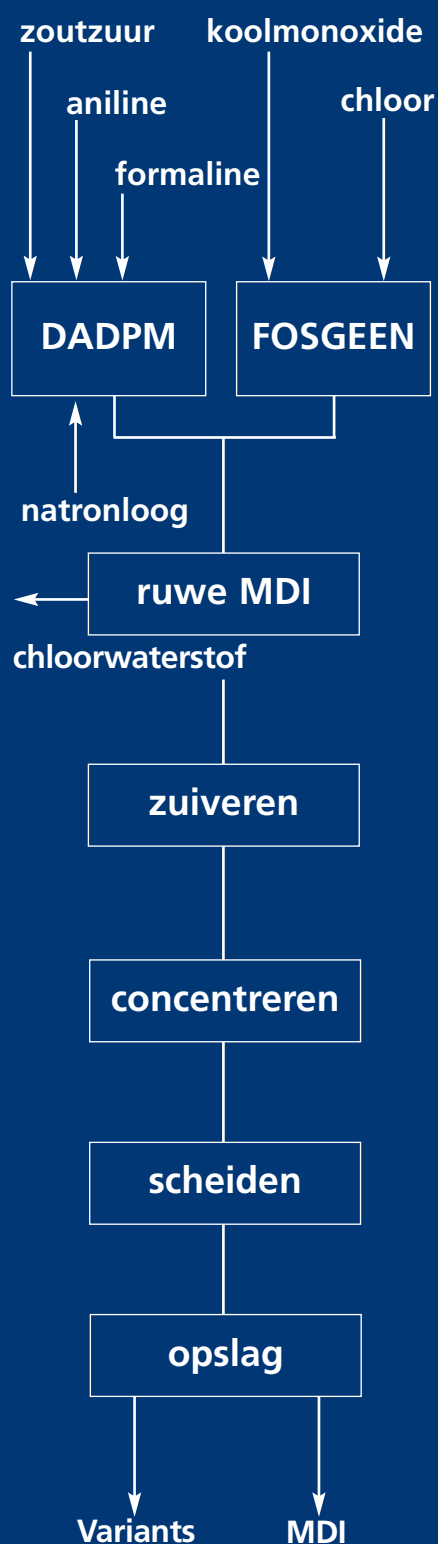 zoutzuur
koolmonoxide
aniline
chloor
formaline
DADPM
FOSGEEN
natronloog
ruwe MDI
chloorwaterstof
zuiveren
concentreren
scheiden
opslag
Variants
MDI